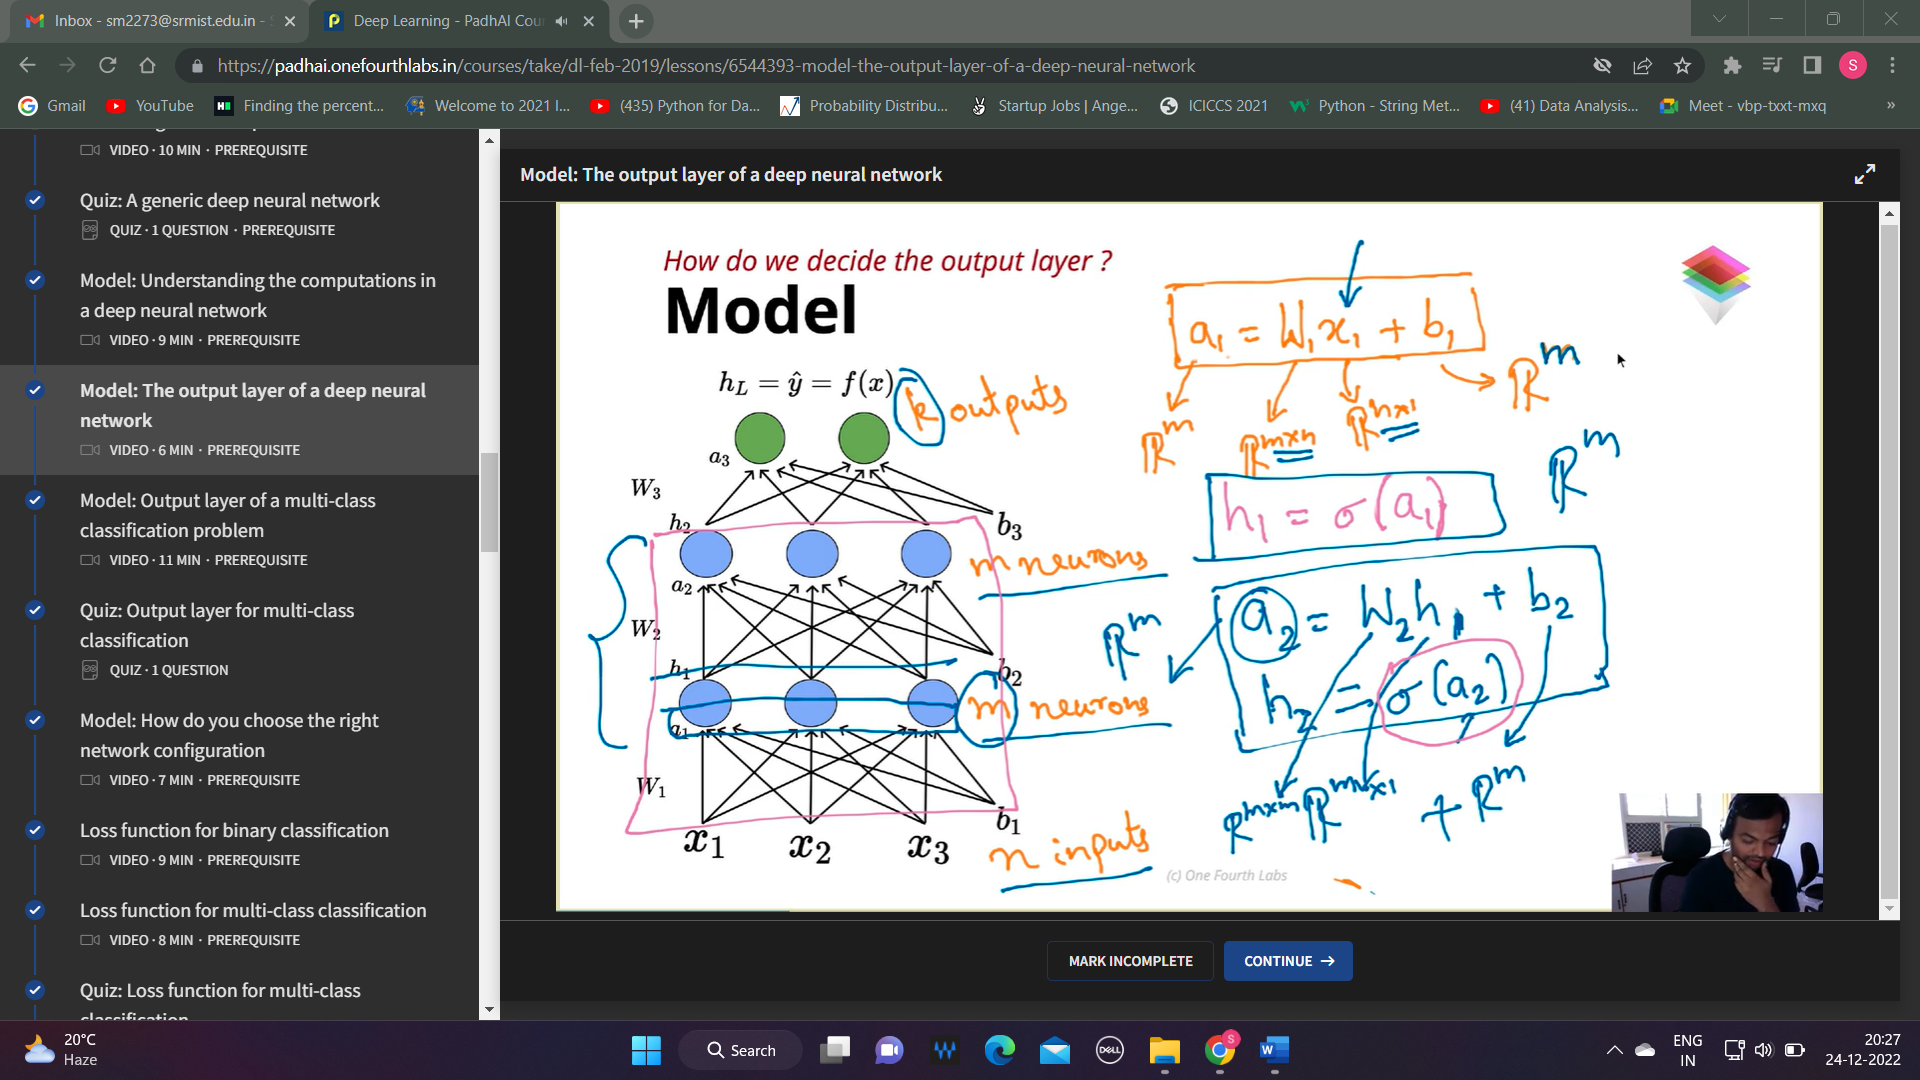 Inbox - sm2273@srmist.edu.in -
Deep Learning - PadhAI Cou
https://padhai.onefourthlabs.in/courses/take/dl-feb-2019/lessons/6544393-model-the-output-layer-of-a-deep-neural-network
S
Gmail
YouTube
Finding the percent...
Welcome to 2021 I...
(435) Python for Da...
Probability Distribu...
Startup Jobs | Ange...
ICICCS 2021
Python - String Met...
(41) Data Analysis...
Meet - vbp-txxt-mxq
»
VIDEO · 10 MIN · PREREQUISITE
Quiz: A generic deep neural network
QUIZ · 1 QUESTION · PREREQUISITE
Model: Understanding the computations in
a deep neural network
VIDEO · 9 MIN · PREREQUISITE
Model: The output layer of a deep neural
network
VIDEO · 6 MIN · PREREQUISITE
Model: Output layer of a multi-class
classification problem
VIDEO · 11 MIN · PREREQUISITE
Quiz: Output layer for multi-class
classification
QUIZ · 1 QUESTION
Model: How do you choose the right
network configuration
VIDEO · 7 MIN · PREREQUISITE
Loss function for binary classification
VIDEO · 9 MIN · PREREQUISITE
Loss function for multi-class classification
VIDEO · 8 MIN · PREREQUISITE
Quiz: Loss function for multi-class
classification
Model: The output layer of a deep neural network
How do we decide the output layer ?
Model
h_L = ŷ = f(x)
k outputs
a₃
W₃
h₂
b₃
m neurons
a₂
W₂
h₁
b₂
m neurons
a₁
W₁
b₁
x₁ x₂ x₃
n inputs
a₁ = W₁x₁ + b₁
ℝᵐ ℝᵐˣⁿ ℝⁿˣ¹ ℝᵐ
h₁ = σ(a₁)
ℝᵐ
a₂ = W₂h₁ + b₂
ℝᵐ
h₂ = σ(a₂)
ℝᵐˣᵐ ℝᵐˣ¹ + ℝᵐ
(c) One Fourth Labs
MARK INCOMPLETE
CONTINUE →
20°C
Haze
Search
DELL
S
W
ENG
IN
20:27
24-12-2022